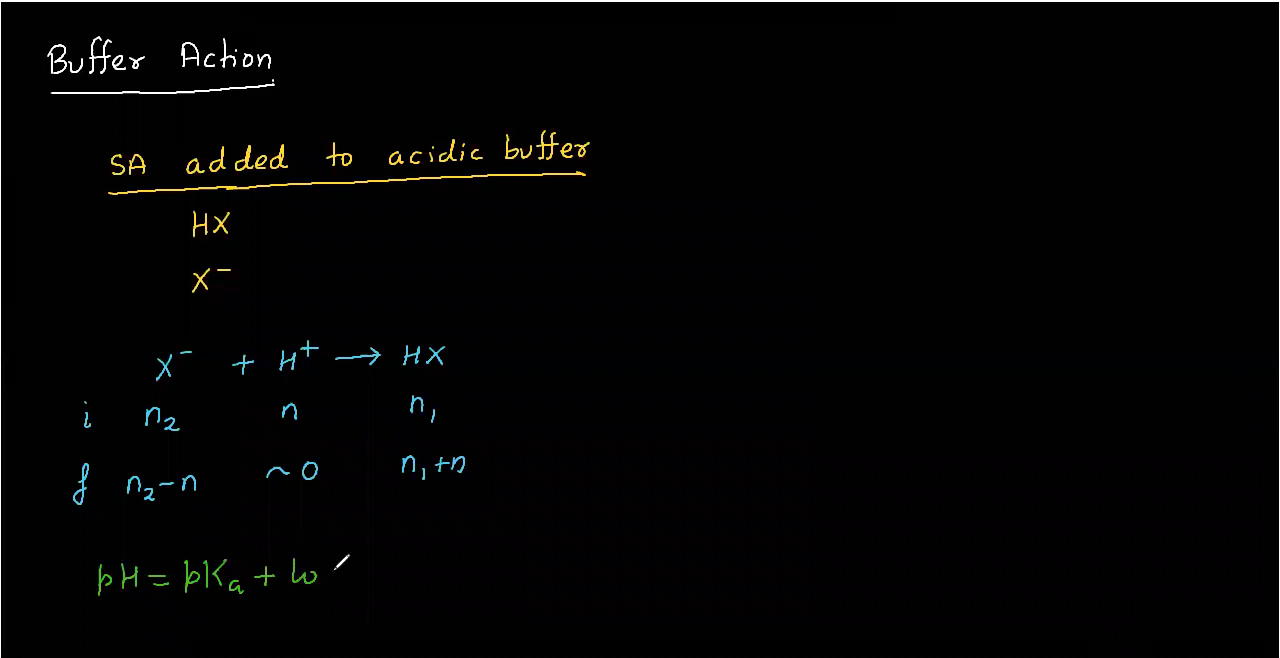 Buffer Action
SA added to acidic buffer
HX
X⁻
X⁻ + H⁺ → HX
i n₂ n n₁
f n₂-n ~0 n₁+n
pH = pKa + lo